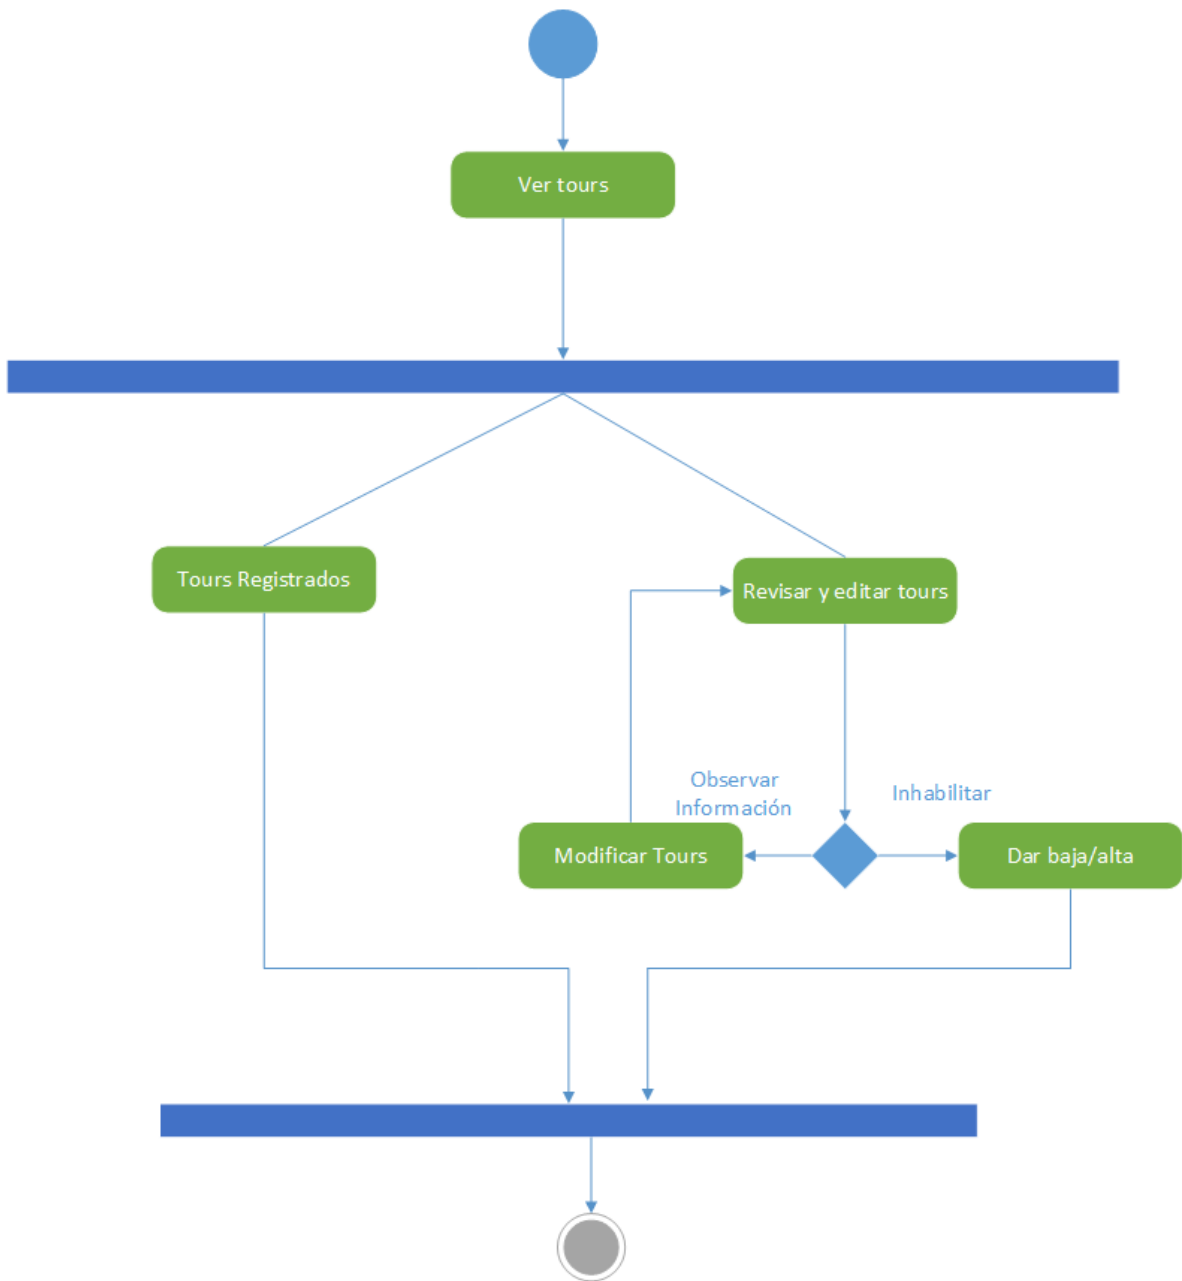 Ver tours
Tours Registrados
Revisar y editar tours
Observar
Información
Inhabilitar
Modificar Tours
Dar baja/alta